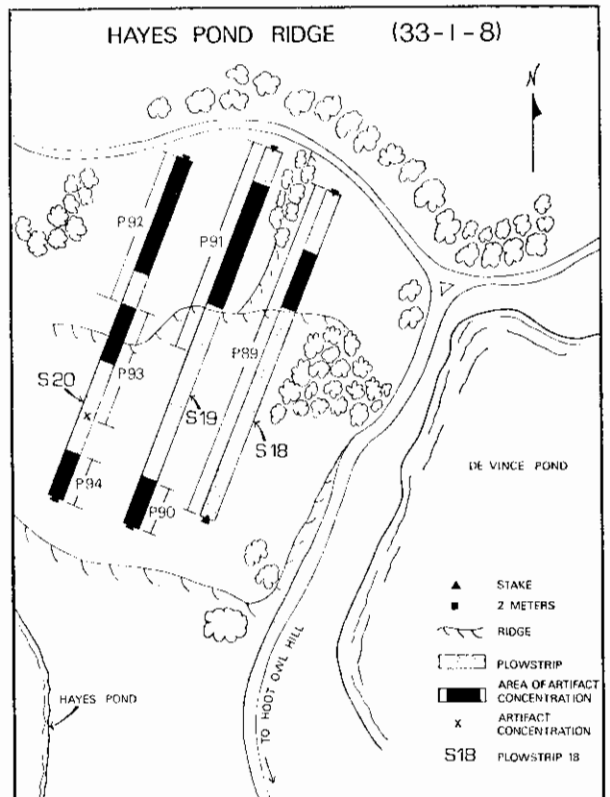 HAYES POND RIDGE (33-1-8)
N
P92
P91
P89
P93
S20
S19
S18
P94
P90
DE VINCE POND
HAYES POND
TO HOOT OWL HILL
STAKE
2 METERS
RIDGE
PLOWSTRIP
AREA OF ARTIFACT
CONCENTRATION
ARTIFACT
CONCENTRATION
S18 PLOWSTRIP 18